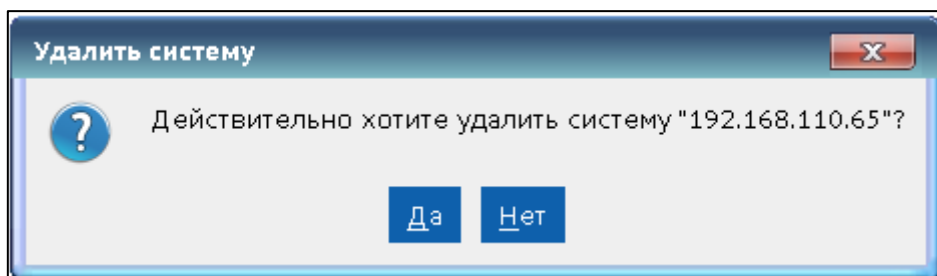 Удалить систему
Действительно хотите удалить систему "192.168.110.65"?
Да Нет